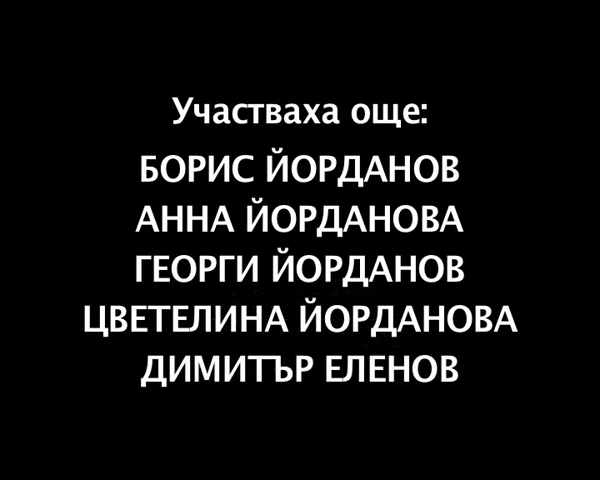 Участваха още:
БОРИС ЙОРДАНОВ
АННА ЙОРДАНОВА
ГЕОРГИ ЙОРДАНОВ
ЦВЕТЕЛИНА ЙОРДАНОВА
ДИМИТЪР ЕЛЕНОВ